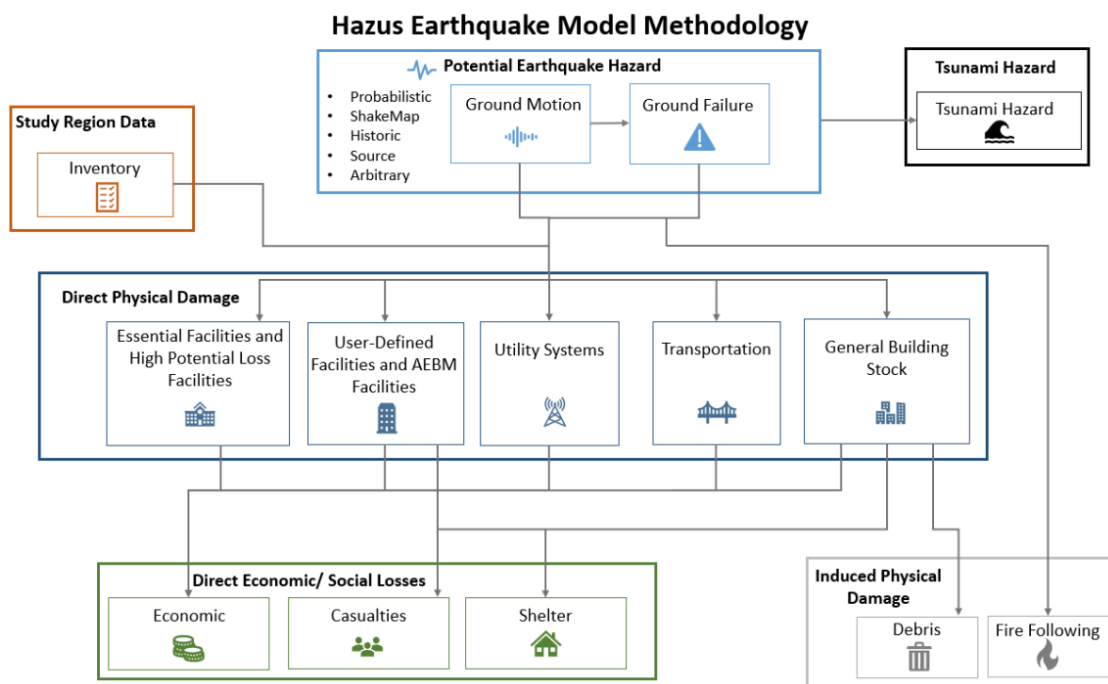 Hazus Earthquake Model Methodology
Potential Earthquake Hazard
• Probabilistic
• ShakeMap
• Historic
• Source
• Arbitrary
Ground Motion
Ground Failure
Tsunami Hazard
Tsunami Hazard
Study Region Data
Inventory
Direct Physical Damage
Essential Facilities and
High Potential Loss
Facilities
User-Defined
Facilities and AEBM
Facilities
Utility Systems
Transportation
General Building
Stock
Direct Economic/ Social Losses
Economic
Casualties
Shelter
Induced Physical
Damage
Debris
Fire Following